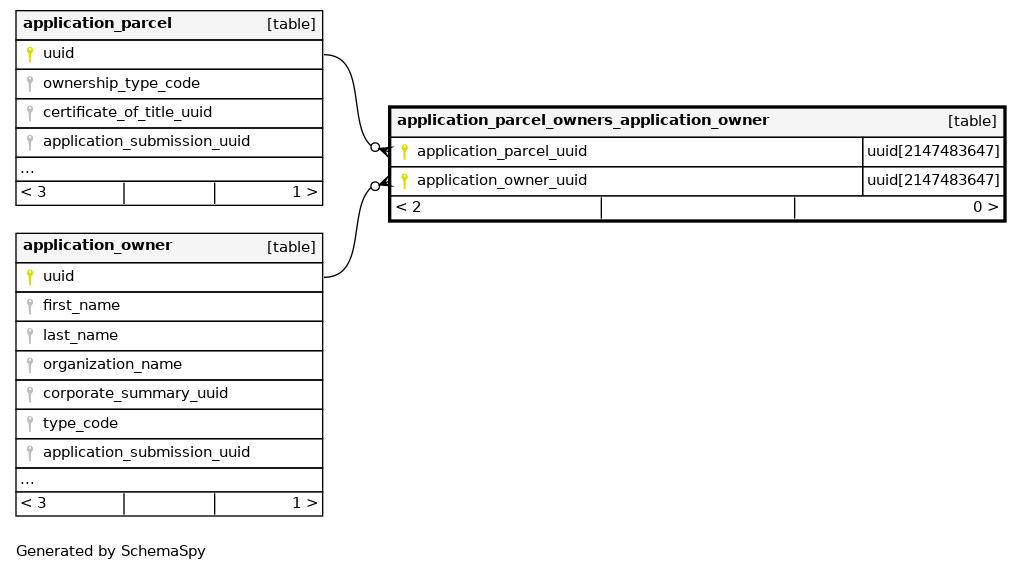 application_parcel [table]
uuid
ownership_type_code
certificate_of_title_uuid
application_submission_uuid
...
< 3 1 >
application_parcel_owners_application_owner [table]
application_parcel_uuid uuid[2147483647]
application_owner_uuid uuid[2147483647]
< 2 0 >
application_owner [table]
uuid
first_name
last_name
organization_name
corporate_summary_uuid
type_code
application_submission_uuid
...
< 3 1 >
Generated by SchemaSpy